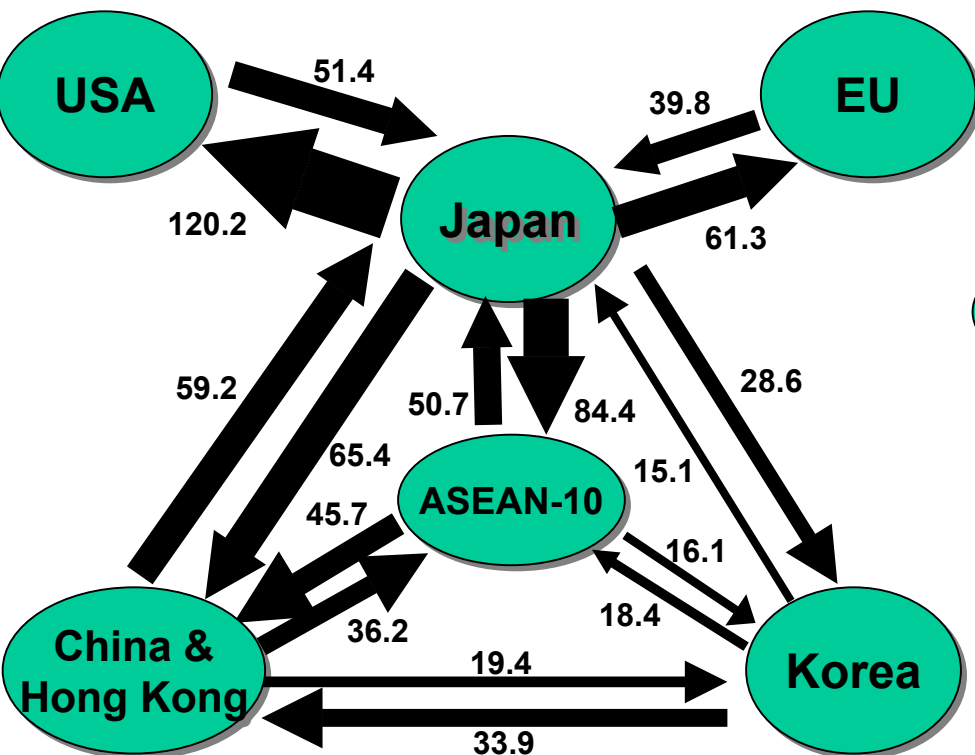 USA
51.4
39.8
EU
Japan
120.2
61.3
59.2
50.7
84.4
28.6
65.4
15.1
45.7
ASEAN-10
16.1
36.2
18.4
China &
Hong Kong
19.4
Korea
33.9